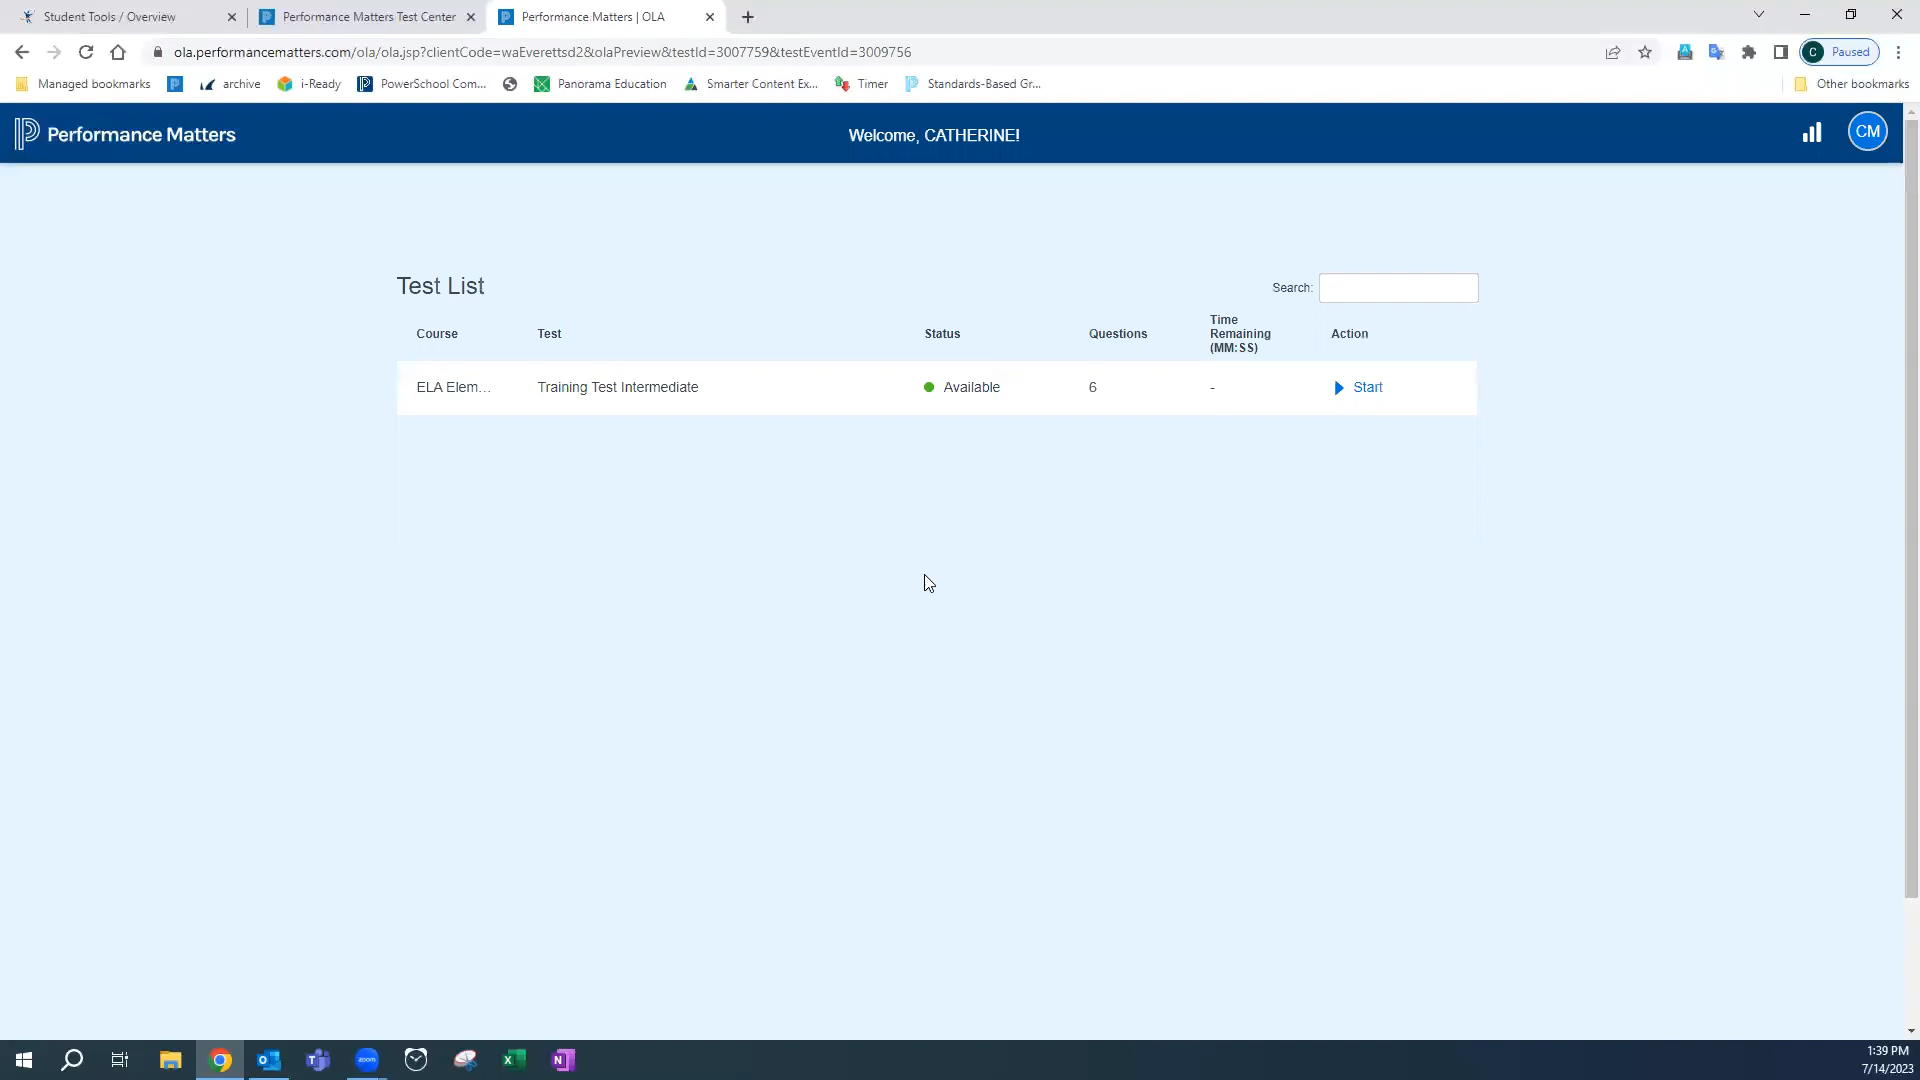 Student Tools / Overview
Performance Matters Test Center
Performance Matters | OLA
ola.performancematters.com/ola/ola.jsp?clientCode=waEverettsd2&olaPreview&testId=3007759&testEventId=3009756
C Paused
Managed bookmarks
archive
i-Ready
PowerSchool Com...
Panorama Education
Smarter Content Ex...
Timer
Standards-Based Gr...
Other bookmarks
Performance Matters
Welcome, CATHERINE!
CM
Test List
Search:
Course Test Status Questions Time Remaining (MM:SS) Action
ELA Elem... Training Test Intermediate Available 6 - Start
zoom
1:39 PM
7/14/2023